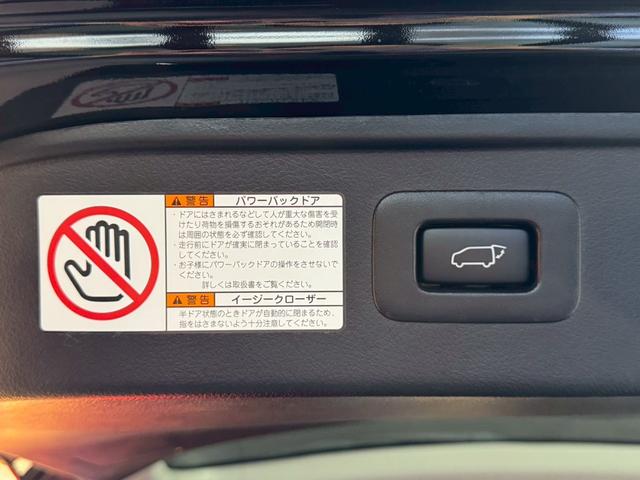 警告 パワーバックドア
・ドアにはさまれるなどして人が重大な傷害を受
けたり荷物を損傷するおそれがあるため開閉時
は周囲の状態を必ず確認してください。
・走行前にドアが確実に閉まっていることを確認
してください。
・お子様にパワーバックドアの操作をさせないで
ください。
詳しくは取扱書をご覧ください。
警告 イージークローザー
半ドア状態のときドアが自動的に閉まるため、
指をはさまないよう十分注意してください。